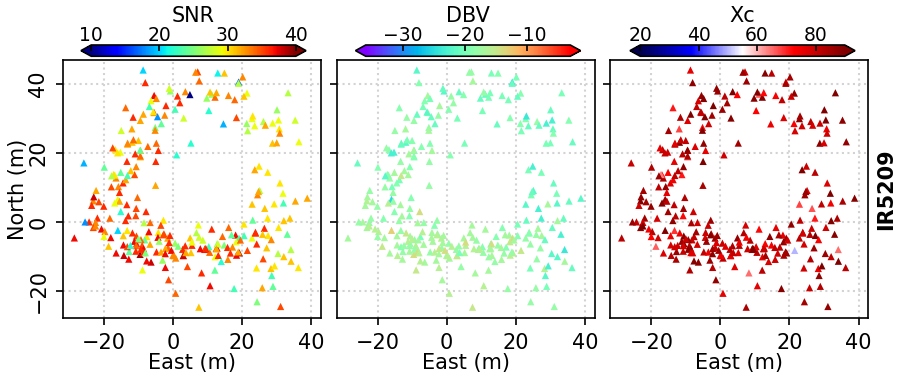 SNR DBV Xc
10 20 30 40 −30 −20 −10 20 40 60 80
40
20
0
−20
North (m)
IR5209
−20 0 20 40 −20 0 20 40 −20 0 20 40
East (m) East (m) East (m)